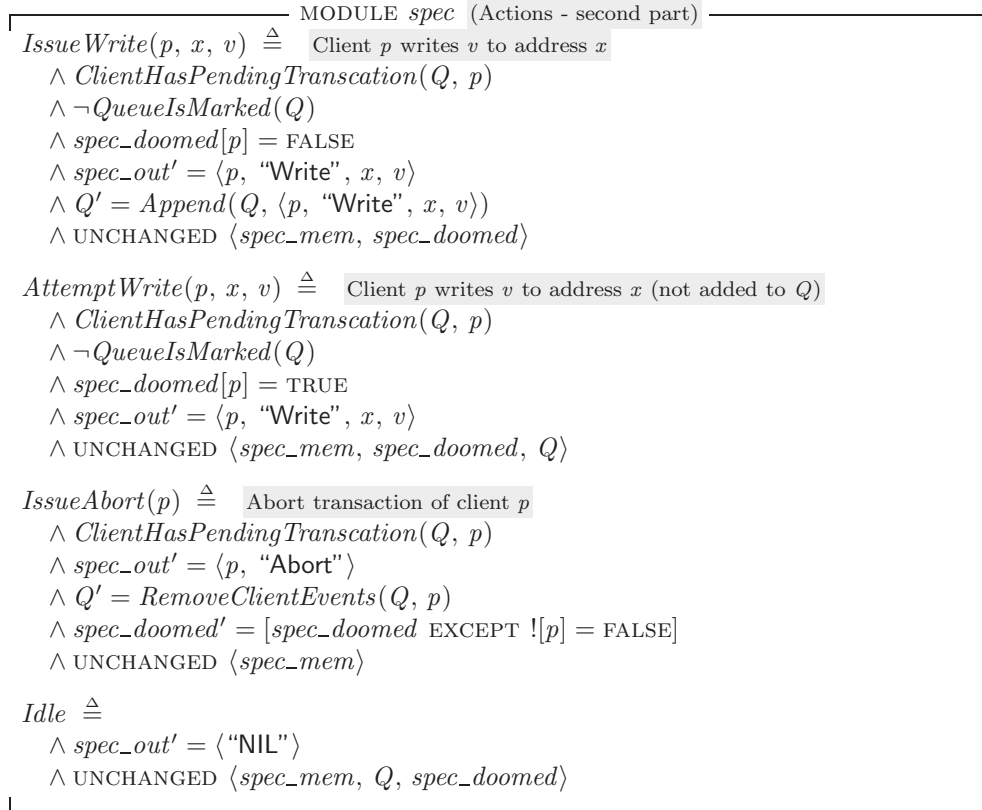 MODULE spec (Actions - second part)
IssueWrite(p, x, v) ≜ Client p writes v to address x
∧ ClientHasPendingTranscation(Q, p)
∧ ¬QueueIsMarked(Q)
∧ spec_doomed[p] = FALSE
∧ spec_out′ = ⟨p, “Write”, x, v⟩
∧ Q′ = Append(Q, ⟨p, “Write”, x, v⟩)
∧ UNCHANGED ⟨spec_mem, spec_doomed⟩
AttemptWrite(p, x, v) ≜ Client p writes v to address x (not added to Q)
∧ ClientHasPendingTranscation(Q, p)
∧ ¬QueueIsMarked(Q)
∧ spec_doomed[p] = TRUE
∧ spec_out′ = ⟨p, “Write”, x, v⟩
∧ UNCHANGED ⟨spec_mem, spec_doomed, Q⟩
IssueAbort(p) ≜ Abort transaction of client p
∧ ClientHasPendingTranscation(Q, p)
∧ spec_out′ = ⟨p, “Abort”⟩
∧ Q′ = RemoveClientEvents(Q, p)
∧ spec_doomed′ = [spec_doomed EXCEPT ![p] = FALSE]
∧ UNCHANGED ⟨spec_mem⟩
Idle ≜
∧ spec_out′ = ⟨“NIL”⟩
∧ UNCHANGED ⟨spec_mem, Q, spec_doomed⟩